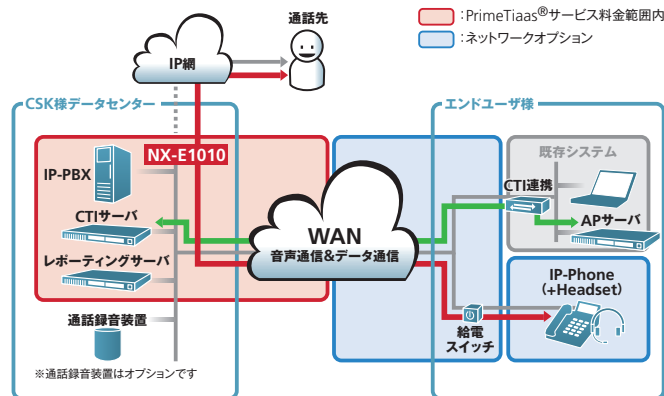 通話先
:PrimeTiaas®サービス料金範囲内
:ネットワークオプション
IP網
CSK様データセンター
エンドユーザ様
NX-E1010
IP-PBX
CTIサーバ
レポーティングサーバ
通話録音装置
※通話録音装置はオプションです
WAN
音声通信&データ通信
既存システム
CTI連携
APサーバ
IP-Phone
(+Headset)
給電
スイッチ